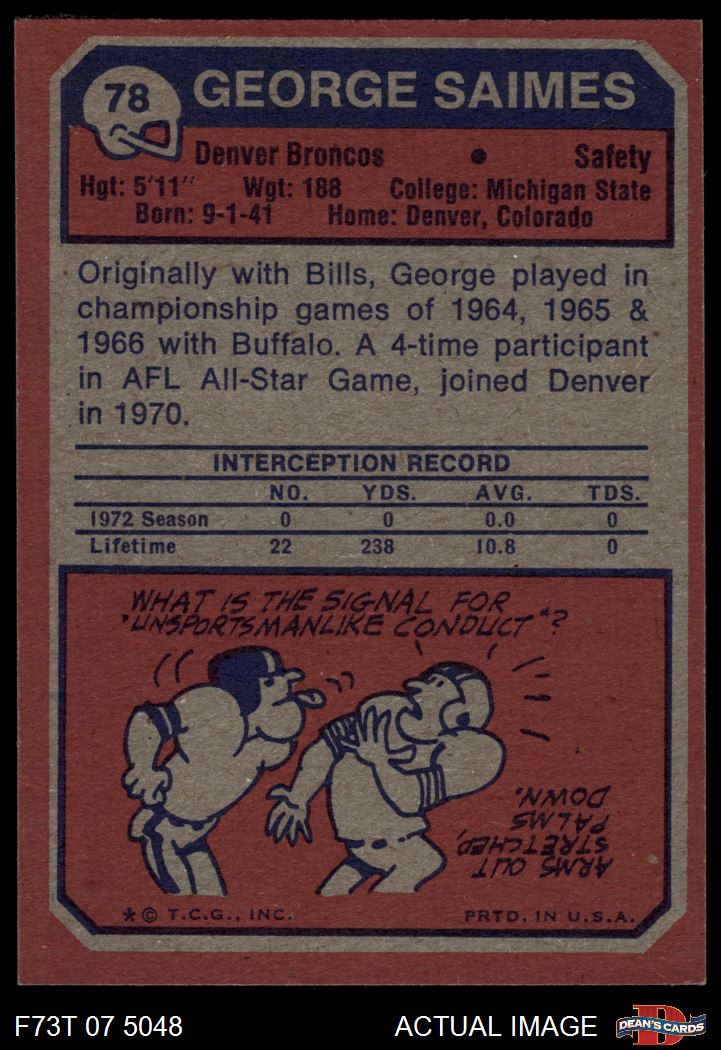 78 GEORGE SAIMES
Denver Broncos • Safety
Hgt: 5'11" Wgt: 188 College: Michigan State
Born: 9-1-41 Home: Denver, Colorado
Originally with Bills, George played in
championship games of 1964, 1965 &
1966 with Buffalo. A 4-time participant
in AFL All-Star Game, joined Denver
in 1970.
INTERCEPTION RECORD
NO. YDS. AVG. TDS.
1972 Season 0 0 0.0 0
Lifetime 22 238 10.8 0
WHAT IS THE SIGNAL FOR
"UNSPORTSMANLIKE CONDUCT"?
ARMS OUT
STRETCHED,
PALMS
DOWN.
*© T.C.G., INC. PRTD. IN U.S.A.
F73T 07 5048 ACTUAL IMAGE D DEAN'S CARDS